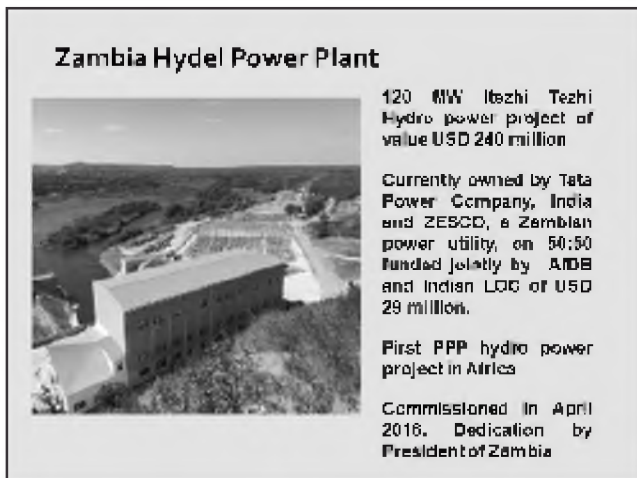 Zambia Hydel Power Plant
120 MW Itezhi Tezhi
Hydro power project of
value USD 240 million
Currently owned by Tata
Power Company, India
and ZESCO, a Zambian
power utility, on 50:50
funded jointly by AfDB
and Indian LOC of USD
29 million.
First PPP hydro power
project in Africa
Commissioned in April
2016. Dedication by
President of Zambia